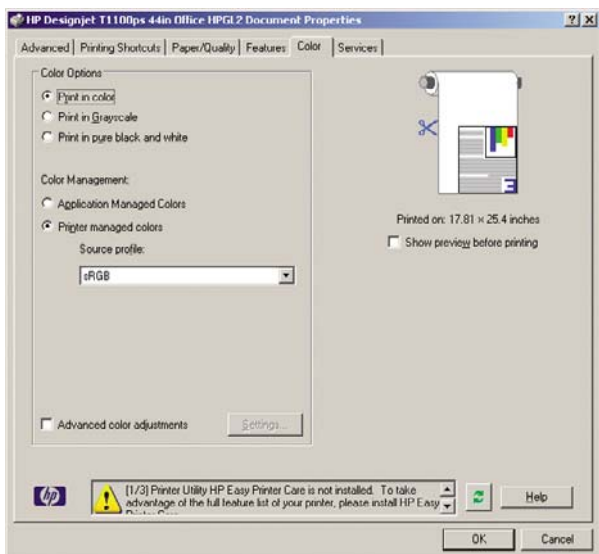 HP Designjet T1100ps 44in Office HPGL2 Document Properties
Advanced
Printing Shortcuts
Paper/Quality
Features
Color
Services
Color Options
Print in color
Print in Grayscale
Print in pure black and white
Color Management:
Application Managed Colors
Printer managed colors
Source profile:
sRGB
Advanced color adjustments
Settings...
Printed on: 17.81 × 25.4 inches
Show preview before printing
hp
[1/3] Printer Utility HP Easy Printer Care is not installed. To take
advantage of the full feature list of your printer, please install HP Easy
Printer Care
Help
OK
Cancel